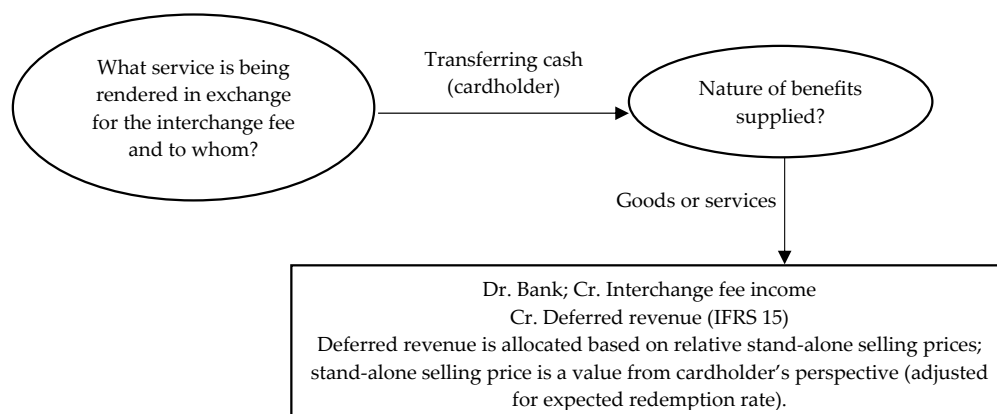 What service is being
rendered in exchange
for the interchange fee
and to whom?
Transferring cash
(cardholder)
Nature of benefits
supplied?
Goods or services
Dr. Bank; Cr. Interchange fee income
Cr. Deferred revenue (IFRS 15)
Deferred revenue is allocated based on relative stand-alone selling prices;
stand-alone selling price is a value from cardholder’s perspective (adjusted
for expected redemption rate).